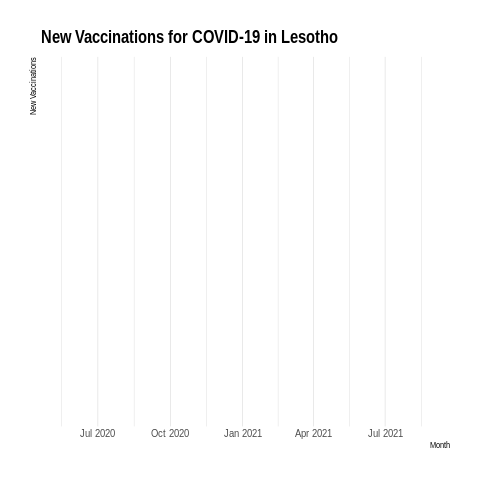 New Vaccinations for COVID-19 in Lesotho
New Vaccinations
Jul 2020 Oct 2020 Jan 2021 Apr 2021 Jul 2021
Month